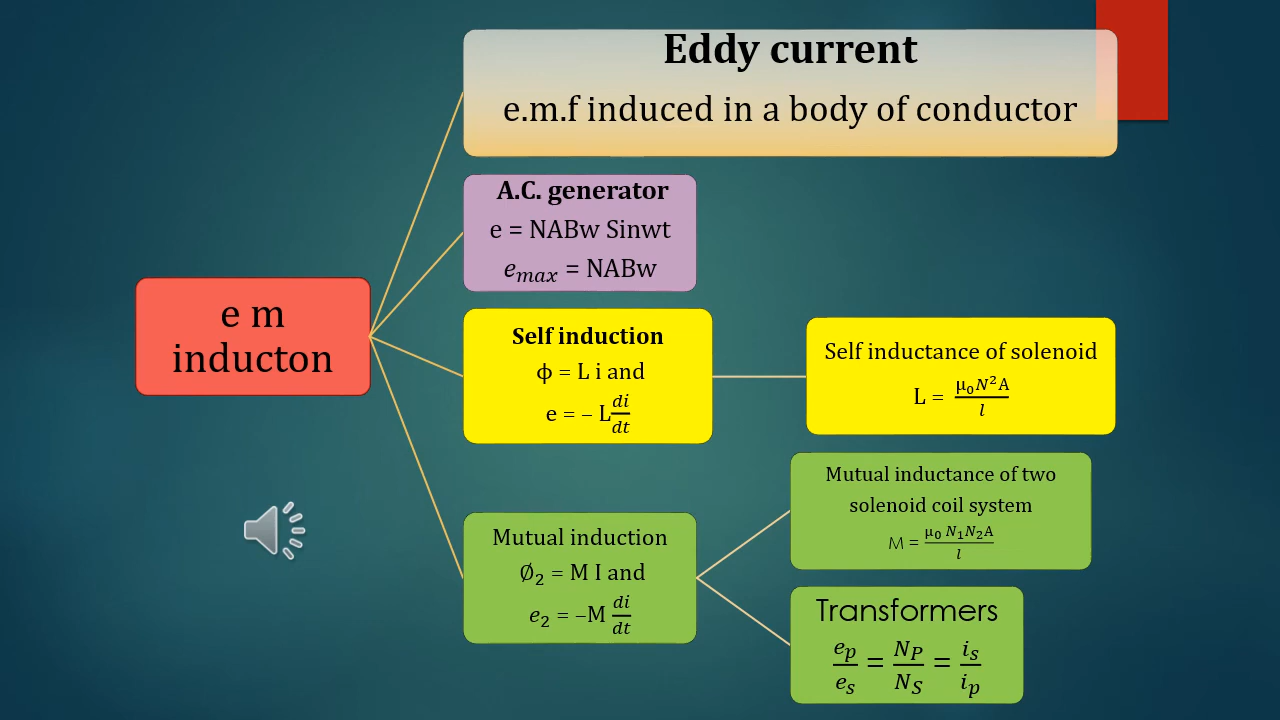 Eddy current
e.m.f induced in a body of conductor
A.C. generator
e = NABw Sinwt
e_max = NABw
e m
inducton
Self induction
ϕ = L i and
e = – L di/dt
Self inductance of solenoid
L = μ₀N²A/l
Mutual induction
∅₂ = M I and
e₂ = –M di/dt
Mutual inductance of two
solenoid coil system
M = μ₀ N₁N₂A/l
Transformers
e_p/e_s = N_P/N_S = i_s/i_p